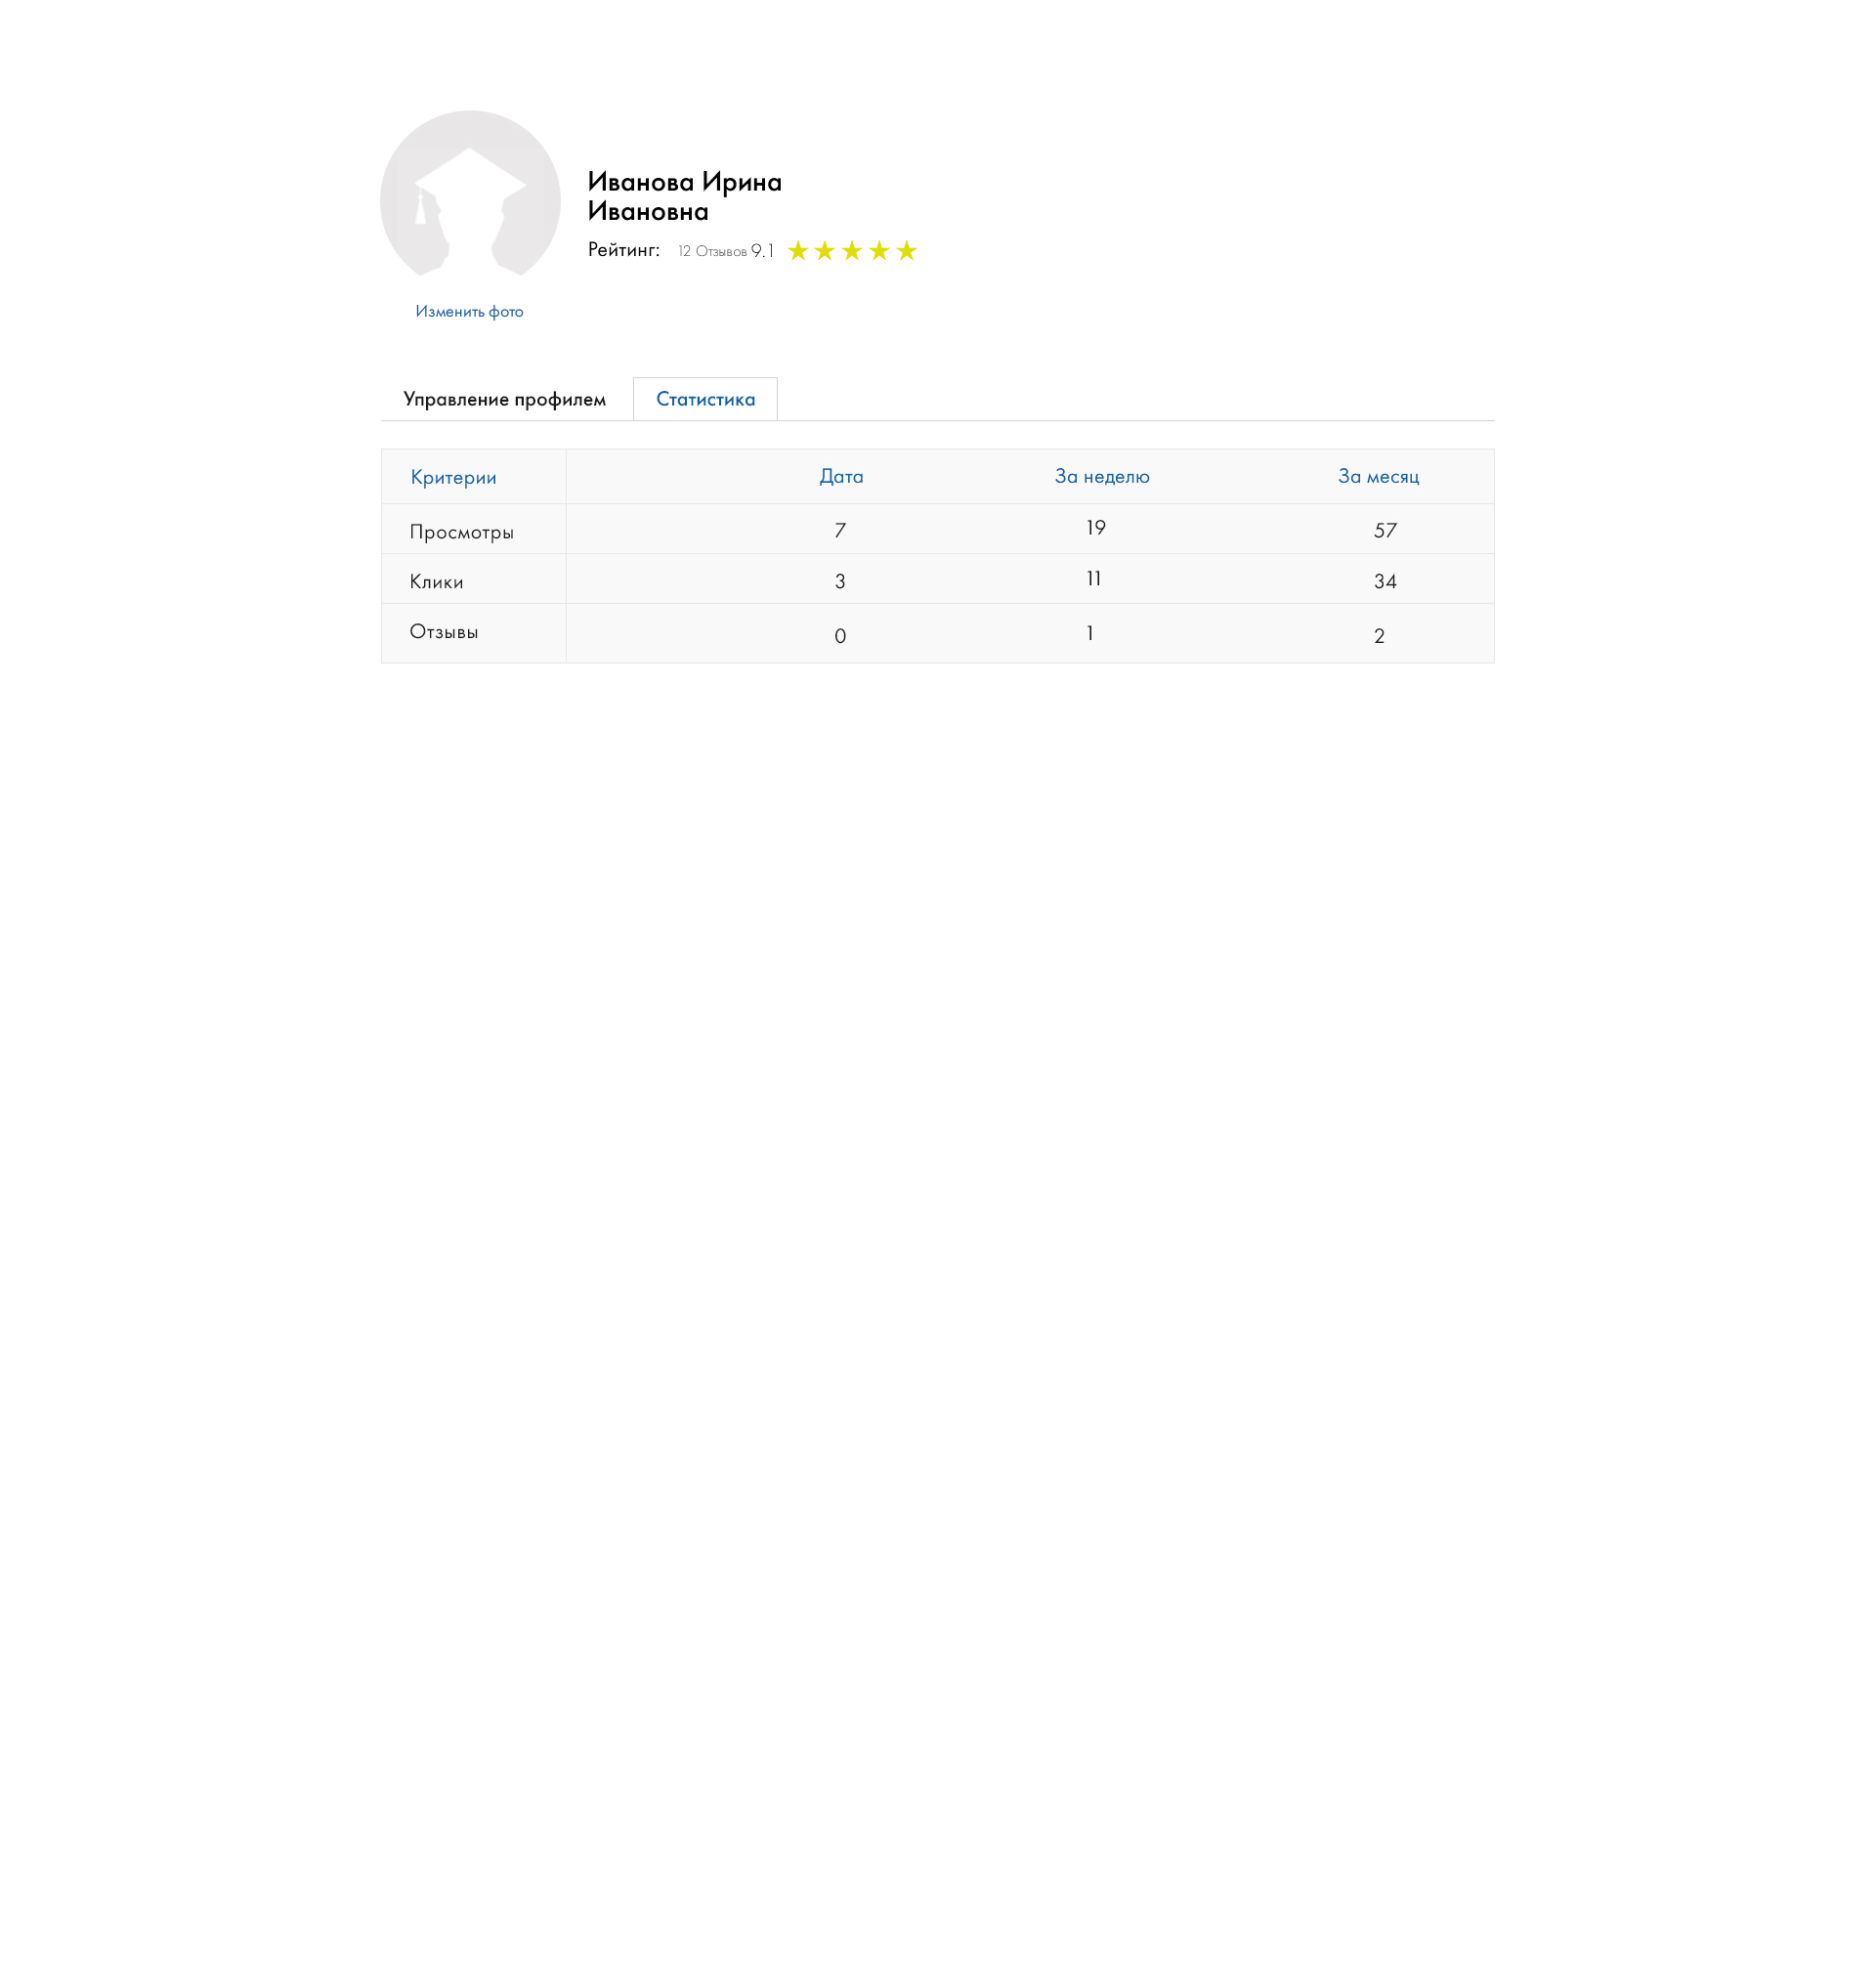 Иванова Ирина
Ивановна
Рейтинг: 12 Отзывов 9.1
Изменить фото
Управление профилем Статистика
Критерии Дата За неделю За месяц
Просмотры 7 19 57
Клики 3 11 34
Отзывы 0 1 2